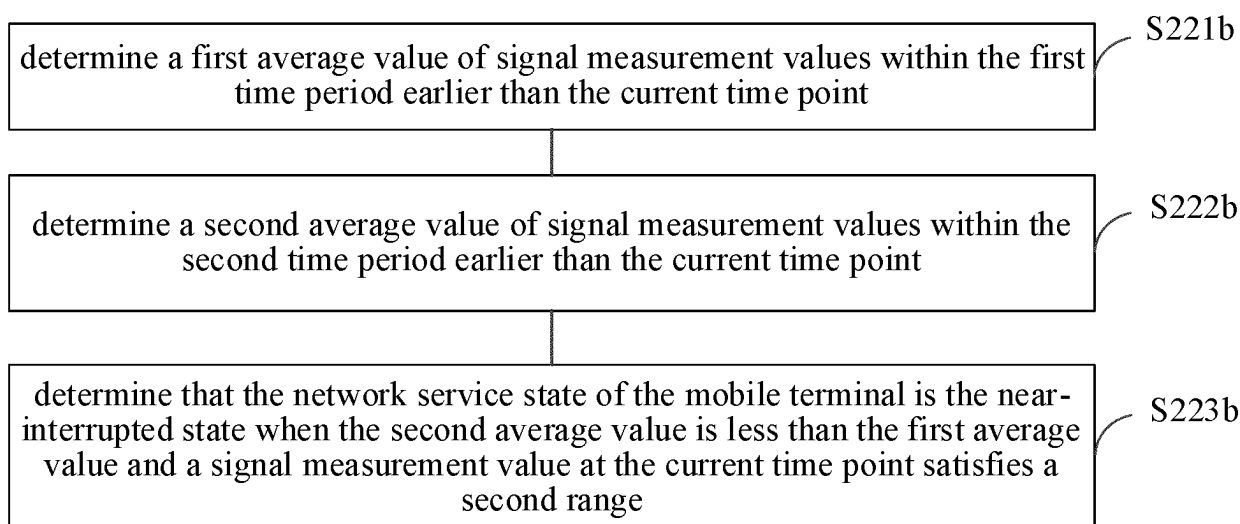 determine a first average value of signal measurement values within the first
time period earlier than the current time point
S221b
determine a second average value of signal measurement values within the
second time period earlier than the current time point
S222b
determine that the network service state of the mobile terminal is the near-
interrupted state when the second average value is less than the first average
value and a signal measurement value at the current time point satisfies a
second range
S223b